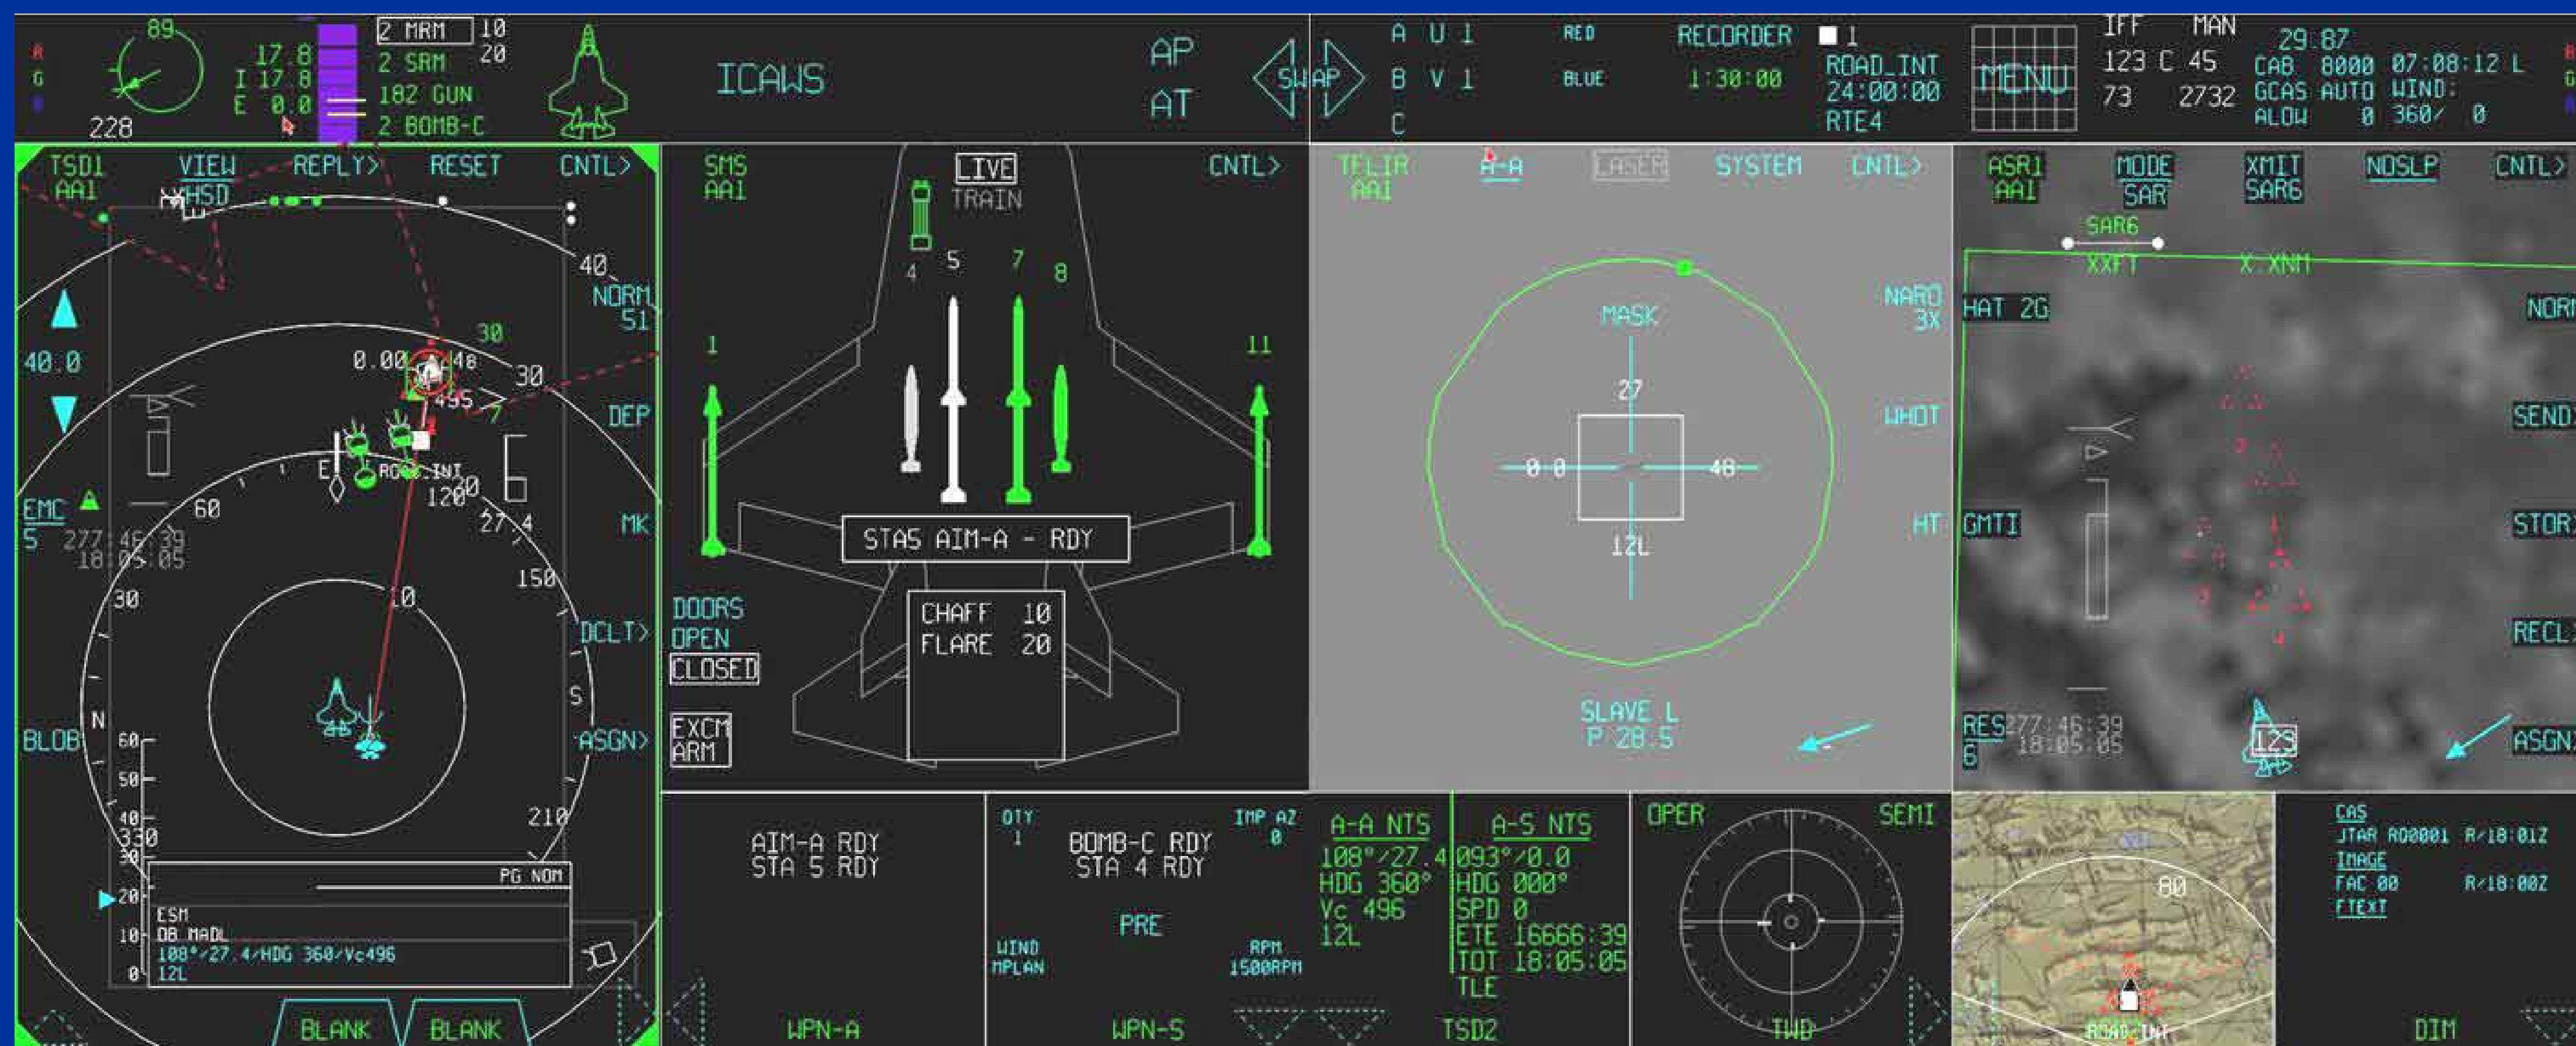 R
G
89
228
17.8
I 17.8
E 0.0
2 MRM 10
20
2 SRM
182 GUN
2 BOMB-C
ICAWS
AP
AT
SWAP
A U 1 RED
B V 1 BLUE
C
RECORDER
1:30:00
1
ROAD_INT
24:00:00
RTE4
MENU
IFF MAN
123 C 45
73 2732
29.87
CAB 8000 07:08:12 L
GCAS AUTO WIND:
ALOW 0 360/ 0
TSD1
AA1
VIEW
HSD
REPLY>
RESET
CNTL>
40
NORM
S1
30
0.00
48
30
40.0
495
7
DEP
E
ROAD_INT
20
120
60
27.4
EMC
5
277:46:39
18:05:05
MK
150
30
10
DCLT>
S
N
BLOB
ASGN>
60
50
40
330
30
20
10
0
210
PG NOM
ESM
DB MADL
108°/27.4/HDG 360/Vc496
12L
BLANK
BLANK
SMS
AA1
LIVE
TRAIN
CNTL>
4
5
7
8
1
11
STA5 AIM-A - RDY
DOORS
OPEN
CLOSED
CHAFF 10
FLARE 20
EXCM
ARM
TFLIR
AA1
A-A
LASER
SYSTEM
CNTL>
NARO
3X
MASK
27
WHOT
0.0
48
HT
12L
SLAVE L
P 28.5
ASR1
AA1
MODE
SAR
XMIT
SAR6
NDSLP
CNTL>
SAR6
XXFT
X.XNM
HAT 2G
NORM
SEND
GMTI
STOR
RECL
RES
6
277:46:39
18:05:05
123
ASGN
AIM-A RDY
STA 5 RDY
WPN-A
QTY
1
BOMB-C RDY
STA 4 RDY
IMP AZ
0
PRE
WIND
MPLAN
RPM
1500RPM
WPN-S
A-A NTS
108°/27.4
HDG 360°
Vc 496
12L
A-S NTS
093°/0.0
HDG 000°
SPD 0
ETE 16666:39
TOT 18:05:05
TLE
TSD2
OPER
SEMI
TWD
80
ROAD_INT
CAS
JTAR RQ0001 R/18:01Z
IMAGE
FAC 00 R/18:00Z
FTEXT
DIM